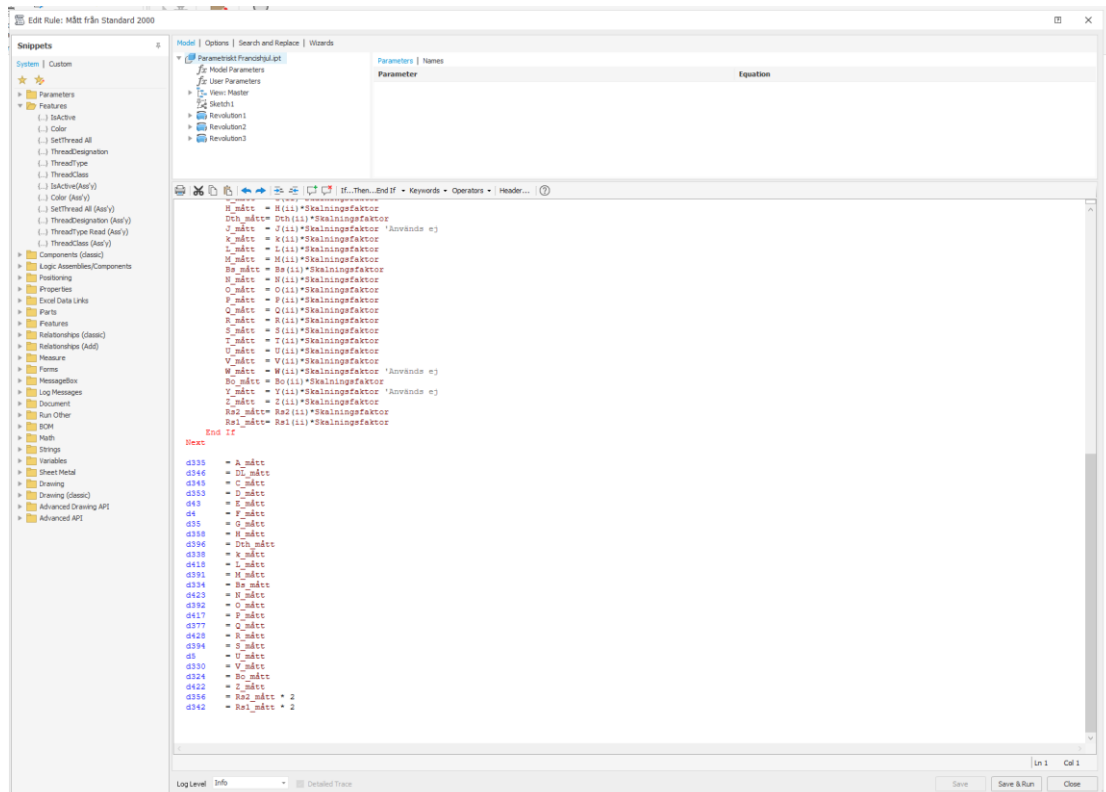 Edit Rule: Mått från Standard 2000
Snippets
System | Custom
Parameters
Features
{...} IsActive
{...} Color
{...} SetThread All
{...} ThreadDesignation
{...} ThreadType
{...} ThreadClass
{...} IsActive(Ass'y)
{...} Color (Ass'y)
{...} SetThread All (Ass'y)
{...} ThreadDesignation (Ass'y)
{...} ThreadType Read (Ass'y)
{...} ThreadClass (Ass'y)
Components (classic)
iLogic Assemblies/Components
Positioning
iProperties
Excel Data Links
iParts
iFeatures
Relationships (classic)
Relationships (Add)
Measure
Forms
MessageBox
Log Messages
Document
Run Other
BOM
Math
Strings
Variables
Sheet Metal
Drawing
Drawing (classic)
Advanced Drawing API
Advanced API
Model | Options | Search and Replace | Wizards
Parametriskt Francishjul.ipt
fx Model Parameters
fx User Parameters
View: Master
Sketch1
Revolution1
Revolution2
Revolution3
Parameters | Names
Parameter Equation
If...Then...End If Keywords Operators Header...
H_mått = H(ii)*Skalningsfaktor
Dth_mått= Dth(ii)*Skalningsfaktor
J_mått = J(ii)*Skalningsfaktor 'Används ej
k_mått = k(ii)*Skalningsfaktor
L_mått = L(ii)*Skalningsfaktor
M_mått = M(ii)*Skalningsfaktor
Bs_mått = Bs(ii)*Skalningsfaktor
N_mått = N(ii)*Skalningsfaktor
O_mått = O(ii)*Skalningsfaktor
P_mått = P(ii)*Skalningsfaktor
Q_mått = Q(ii)*Skalningsfaktor
R_mått = R(ii)*Skalningsfaktor
S_mått = S(ii)*Skalningsfaktor
T_mått = T(ii)*Skalningsfaktor
U_mått = U(ii)*Skalningsfaktor
V_mått = V(ii)*Skalningsfaktor
W_mått = W(ii)*Skalningsfaktor 'Används ej
Bo_mått = Bo(ii)*Skalningsfaktor
Y_mått = Y(ii)*Skalningsfaktor 'Används ej
Z_mått = Z(ii)*Skalningsfaktor
Rs2_mått= Rs2(ii)*Skalningsfaktor
Rs1_mått= Rs1(ii)*Skalningsfaktor
End If
Next
d335 = A_mått
d346 = DL_mått
d345 = C_mått
d353 = D_mått
d43 = E_mått
d4 = F_mått
d35 = G_mått
d358 = H_mått
d396 = Dth_mått
d338 = k_mått
d418 = L_mått
d391 = M_mått
d334 = Bs_mått
d423 = N_mått
d392 = O_mått
d417 = P_mått
d377 = Q_mått
d428 = R_mått
d394 = S_mått
d5 = U_mått
d330 = V_mått
d324 = Bo_mått
d422 = Z_mått
d356 = Rs2_mått * 2
d342 = Rs1_mått * 2
Ln 1 Col 1
Log Level Info Detailed Trace Save Save & Run Close